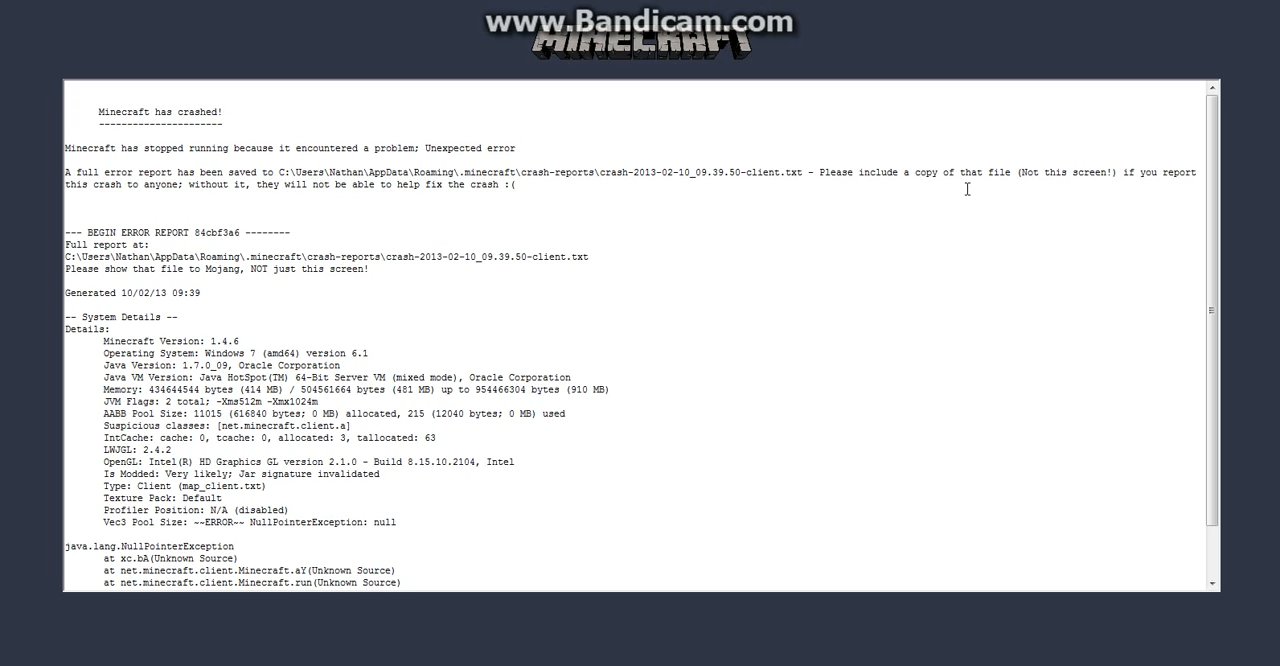 www.Bandicam.com
MINECRAFT
Minecraft has crashed!
----------------------
Minecraft has stopped running because it encountered a problem; Unexpected error
A full error report has been saved to C:\Users\Nathan\AppData\Roaming\.minecraft\crash-reports\crash-2013-02-10_09.39.50-client.txt - Please include a copy of that file (Not this screen!) if you report
this crash to anyone; without it, they will not be able to help fix the crash :(
--- BEGIN ERROR REPORT 84cbf3a6 --------
Full report at:
C:\Users\Nathan\AppData\Roaming\.minecraft\crash-reports\crash-2013-02-10_09.39.50-client.txt
Please show that file to Mojang, NOT just this screen!
Generated 10/02/13 09:39
-- System Details --
Details:
Minecraft Version: 1.4.6
Operating System: Windows 7 (amd64) version 6.1
Java Version: 1.7.0_09, Oracle Corporation
Java VM Version: Java HotSpot(TM) 64-Bit Server VM (mixed mode), Oracle Corporation
Memory: 434644544 bytes (414 MB) / 504561664 bytes (481 MB) up to 954466304 bytes (910 MB)
JVM Flags: 2 total; -Xms512m -Xmx1024m
AABB Pool Size: 11015 (616840 bytes; 0 MB) allocated, 215 (12040 bytes; 0 MB) used
Suspicious classes: [net.minecraft.client.a]
IntCache: cache: 0, tcache: 0, allocated: 3, tallocated: 63
LWJGL: 2.4.2
OpenGL: Intel(R) HD Graphics GL version 2.1.0 - Build 8.15.10.2104, Intel
Is Modded: Very likely; Jar signature invalidated
Type: Client (map_client.txt)
Texture Pack: Default
Profiler Position: N/A (disabled)
Vec3 Pool Size: ~~ERROR~~ NullPointerException: null
java.lang.NullPointerException
at xc.bA(Unknown Source)
at net.minecraft.client.Minecraft.aY(Unknown Source)
at net.minecraft.client.Minecraft.run(Unknown Source)